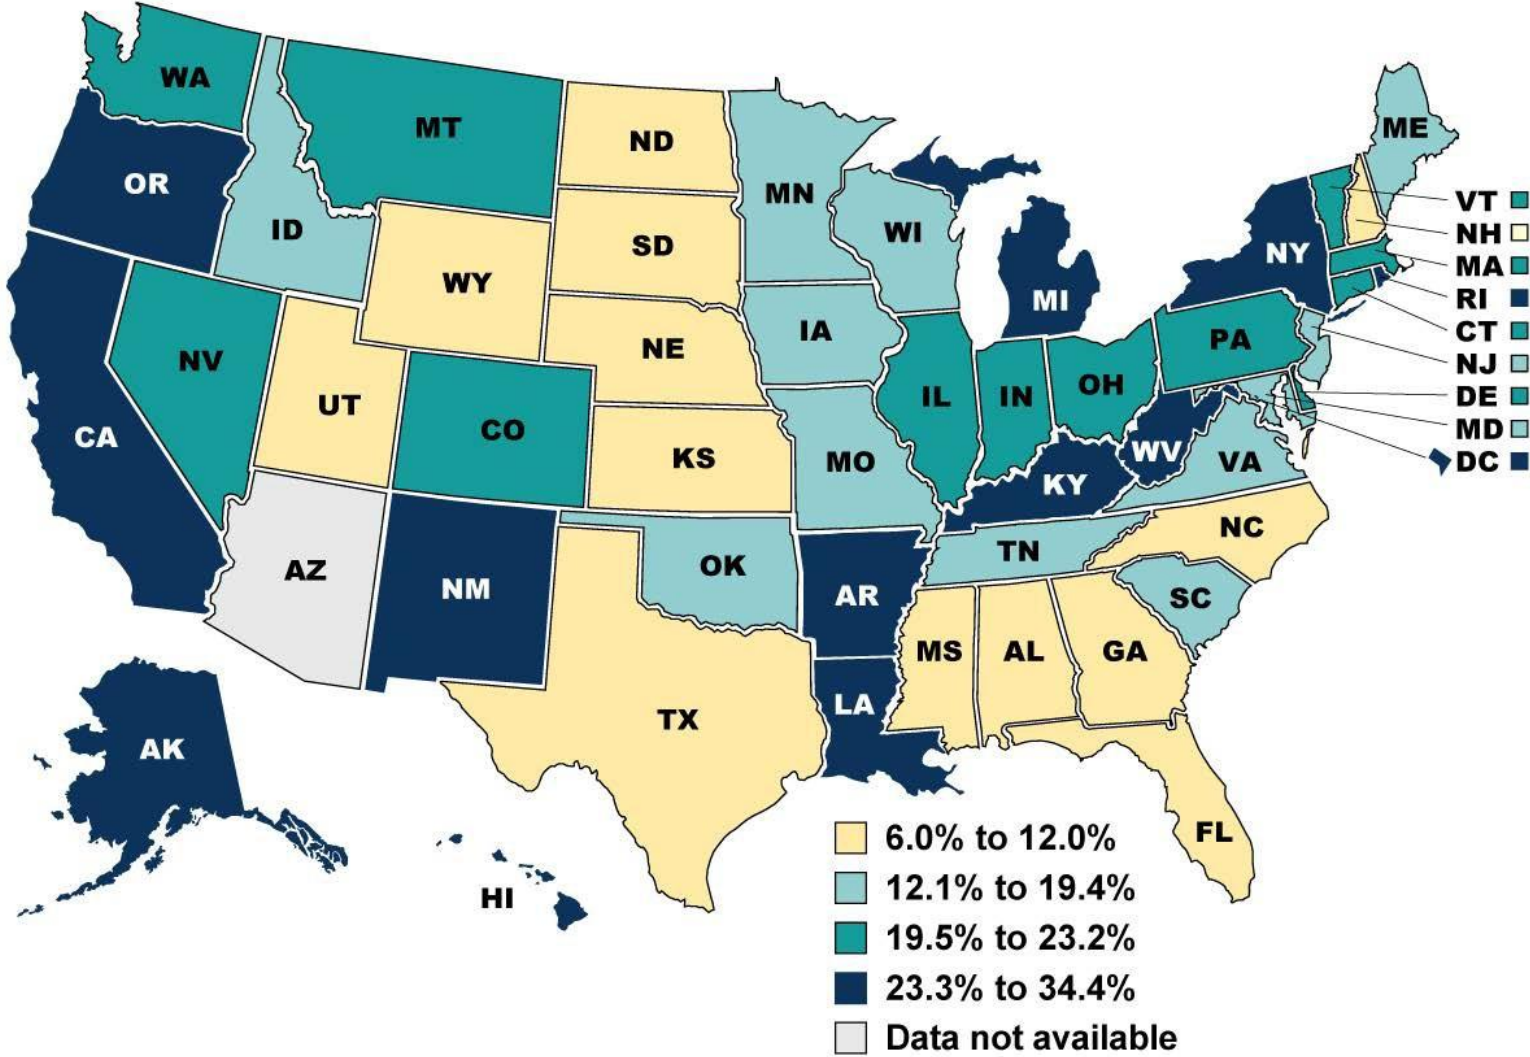 WA
MT
ND
ME
OR
MN
ID
SD
WI
VT
NH
NY
MA
WY
MI
RI
IA
CT
NV
NE
PA
NJ
UT
IL
IN
OH
DE
CO
MD
CA
KS
MO
WV
VA
DC
KY
NC
TN
AZ
OK
NM
AR
SC
MS
AL
GA
LA
TX
AK
FL
HI
6.0% to 12.0%
12.1% to 19.4%
19.5% to 23.2%
23.3% to 34.4%
Data not available